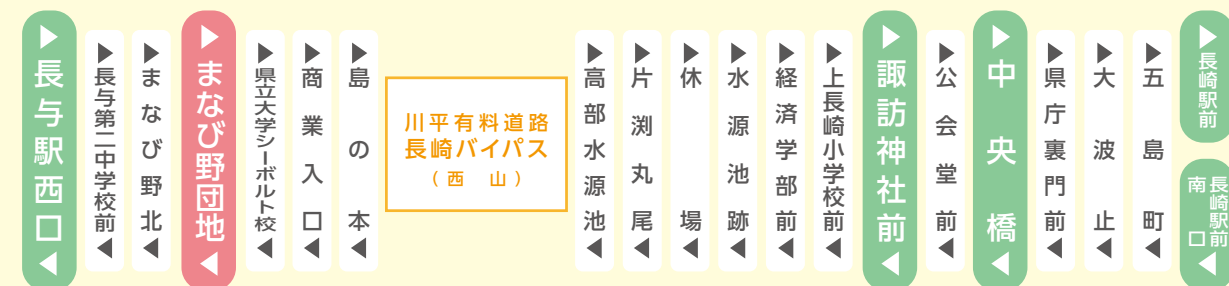 長与駅西口
長与第二中学校前
まなび野北
まなび野団地
県立大学シーボルト校
商業入口
島の本
川平有料道路
長崎バイパス
(西山)
高部水源池
片渕丸尾
休場
水源池跡
経済学部前
上長崎小学校前
諏訪神社前
公会堂前
中央橋
県庁裏門前
大波止
五島町
長崎駅前
長崎駅前
南口